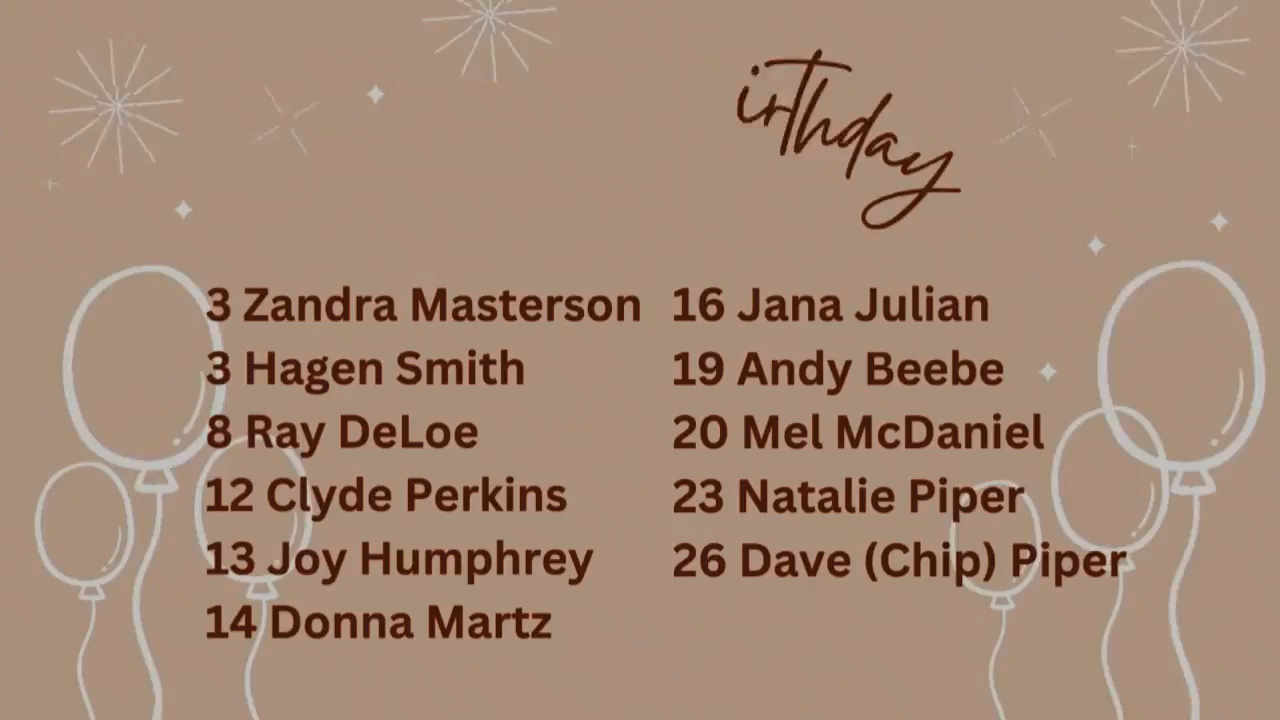 irthday
3 Zandra Masterson
3 Hagen Smith
8 Ray DeLoe
12 Clyde Perkins
13 Joy Humphrey
14 Donna Martz
16 Jana Julian
19 Andy Beebe
20 Mel McDaniel
23 Natalie Piper
26 Dave (Chip) Piper